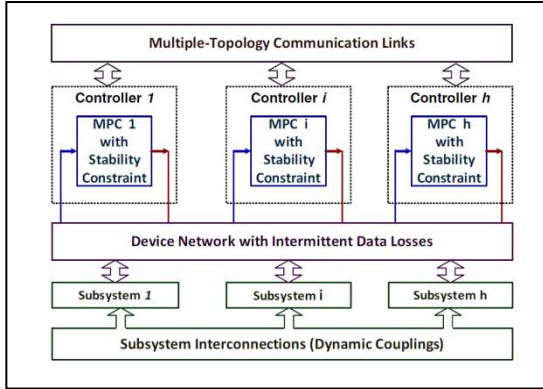 Multiple-Topology Communication Links
Controller 1 Controller i Controller h
MPC 1 MPC i MPC h
with with with
Stability Stability Stability
Constraint Constraint Constraint
Device Network with Intermittent Data Losses
Subsystem 1 Subsystem i Subsystem h
Subsystem Interconnections (Dynamic Couplings)